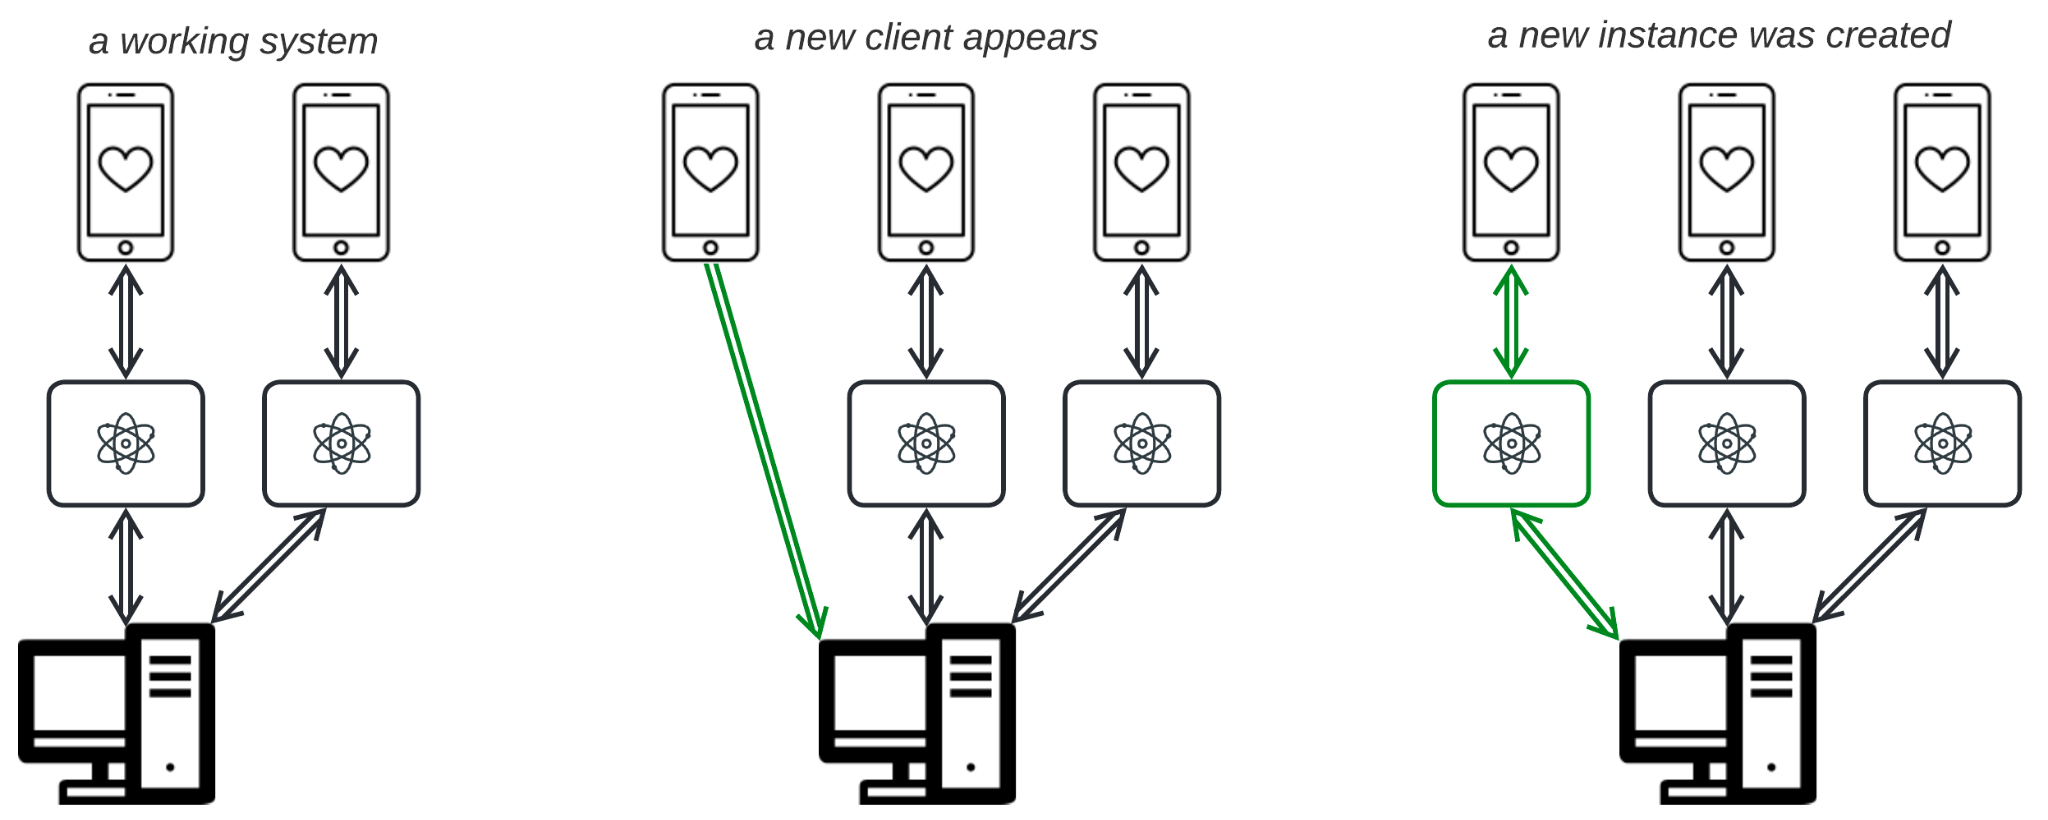 a working system
a new client appears
a new instance was created